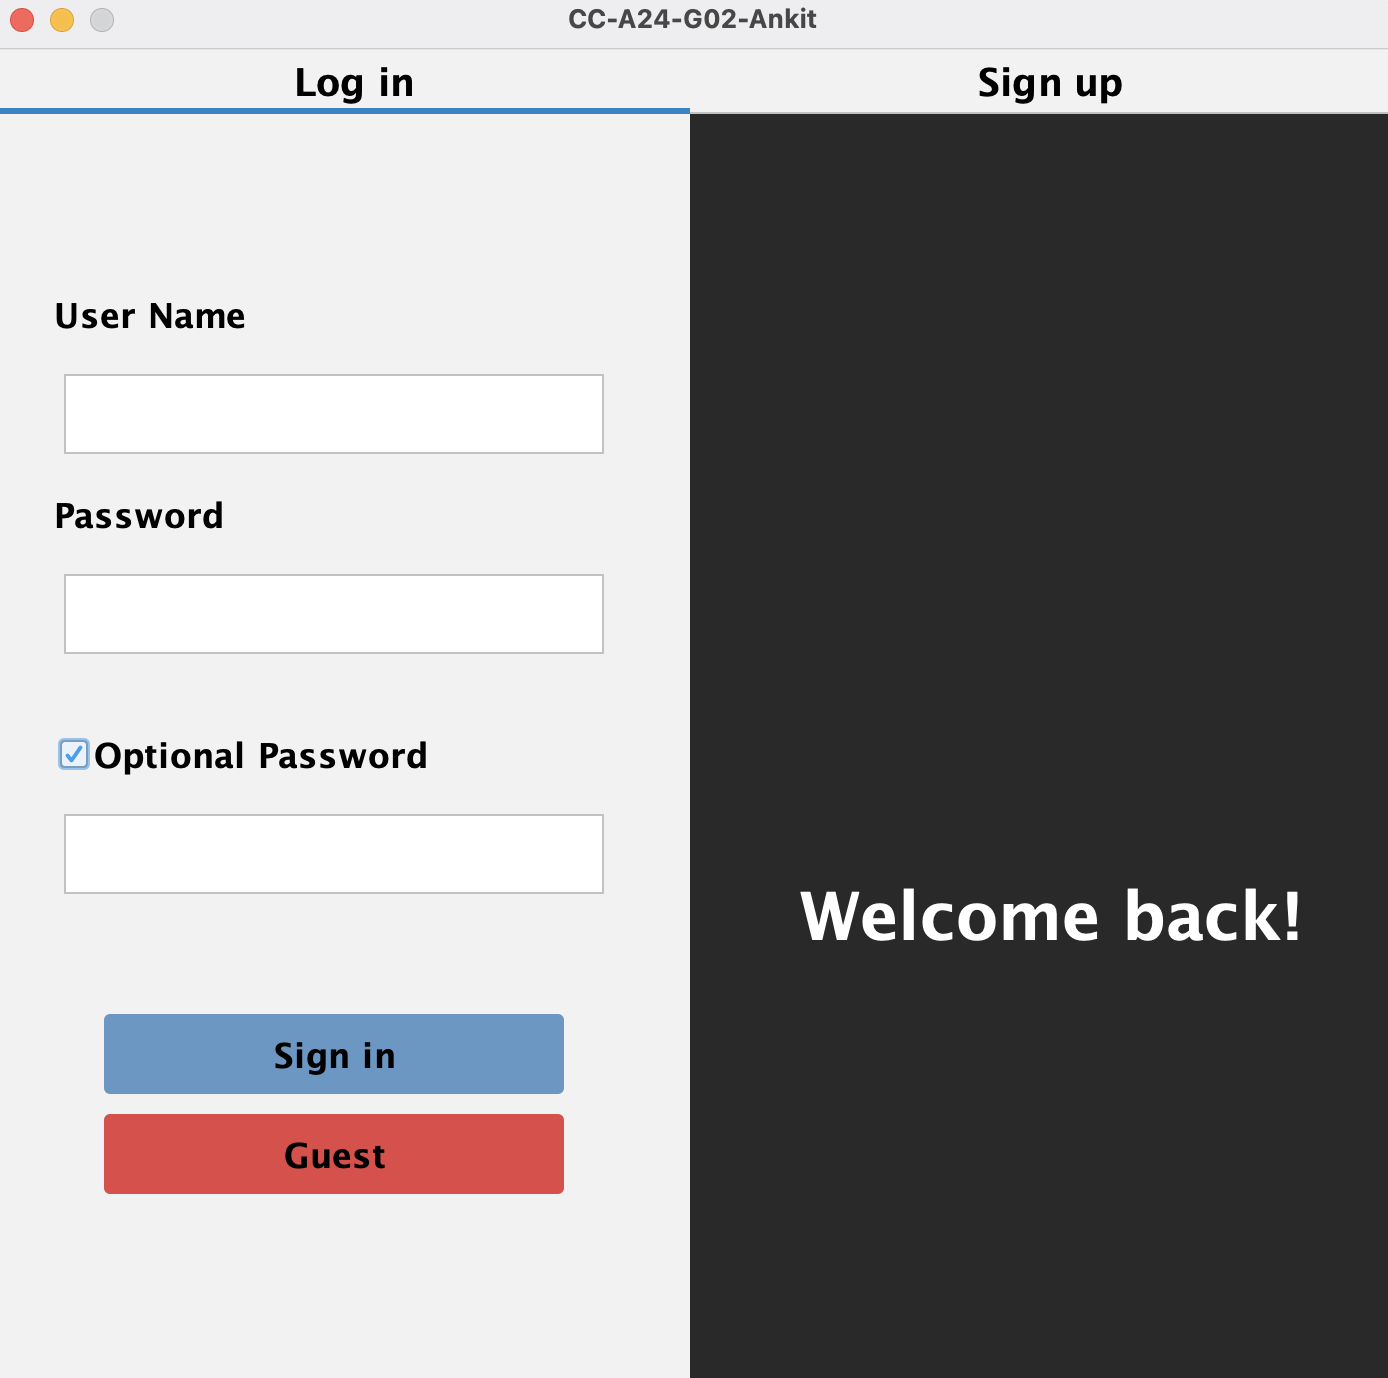 CC-A24-G02-Ankit
Log in
Sign up
User Name
Password
Optional Password
Welcome back!
Sign in
Guest